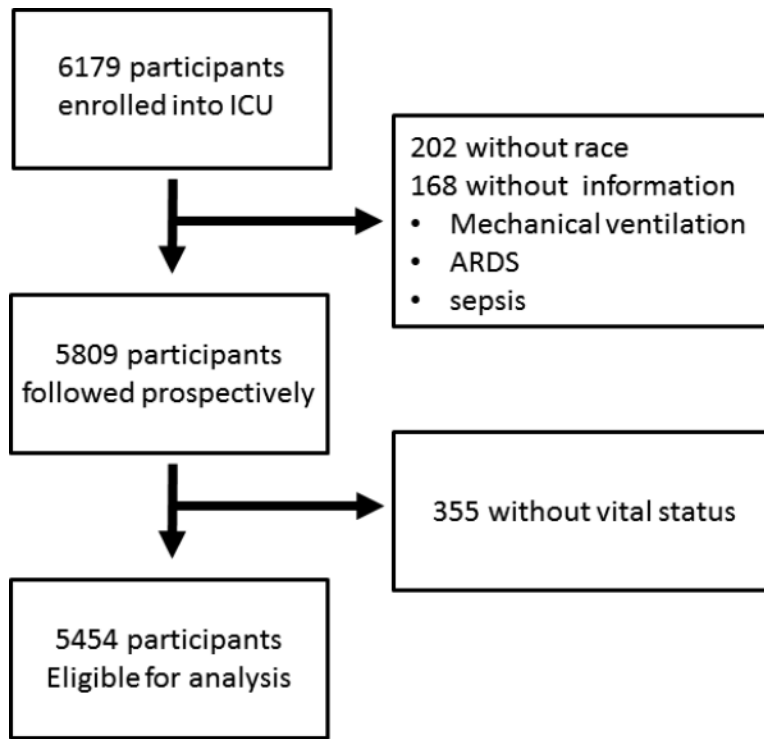 6179 participants
enrolled into ICU
202 without race
168 without information
• Mechanical ventilation
• ARDS
• sepsis
5809 participants
followed prospectively
355 without vital status
5454 participants
Eligible for analysis